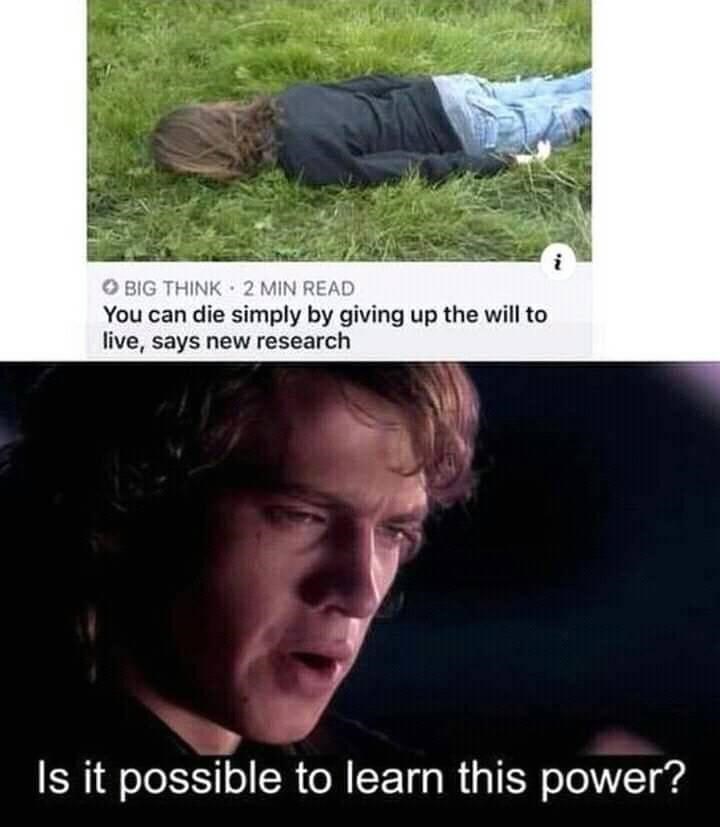 BIG THINK · 2 MIN READ
You can die simply by giving up the will to
live, says new research
Is it possible to learn this power?